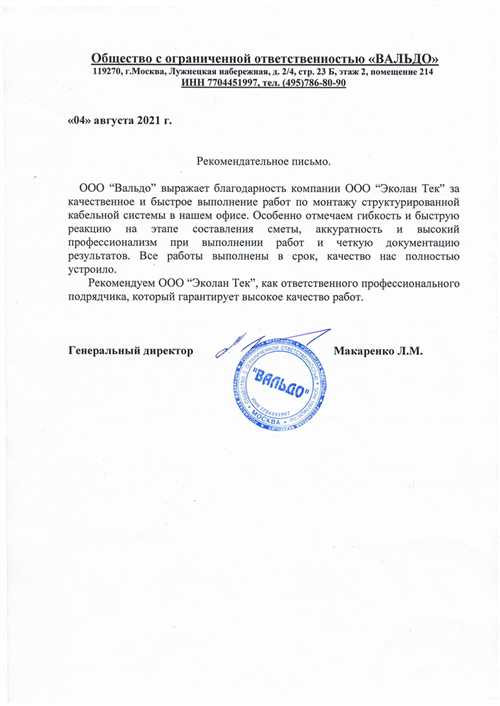 Общество с ограниченной ответственностью «ВАЛЬДО»
119270, г.Москва, Лужнецкая набережная, д. 2/4, стр. 23 Б, этаж 2, помещение 214
ИНН 7704451997, тел. (495)786-80-90
«04» августа 2021 г.
Рекомендательное письмо.
ООО “Вальдо” выражает благодарность компании ООО “Эколан Тек” за
качественное и быстрое выполнение работ по монтажу структурированной
кабельной системы в нашем офисе. Особенно отмечаем гибкость и быструю
реакцию на этапе составления сметы, аккуратность и высокий
профессионализм при выполнении работ и четкую документацию
результатов. Все работы выполнены в срок, качество нас полностью
устроило.
Рекомендуем ООО “Эколан Тек”, как ответственного профессионального
подрядчика, который гарантирует высокое качество работ.
Генеральный директор Макаренко Л.М.
"ВАЛЬДО"
ИНН 7704451997
МОСКВА